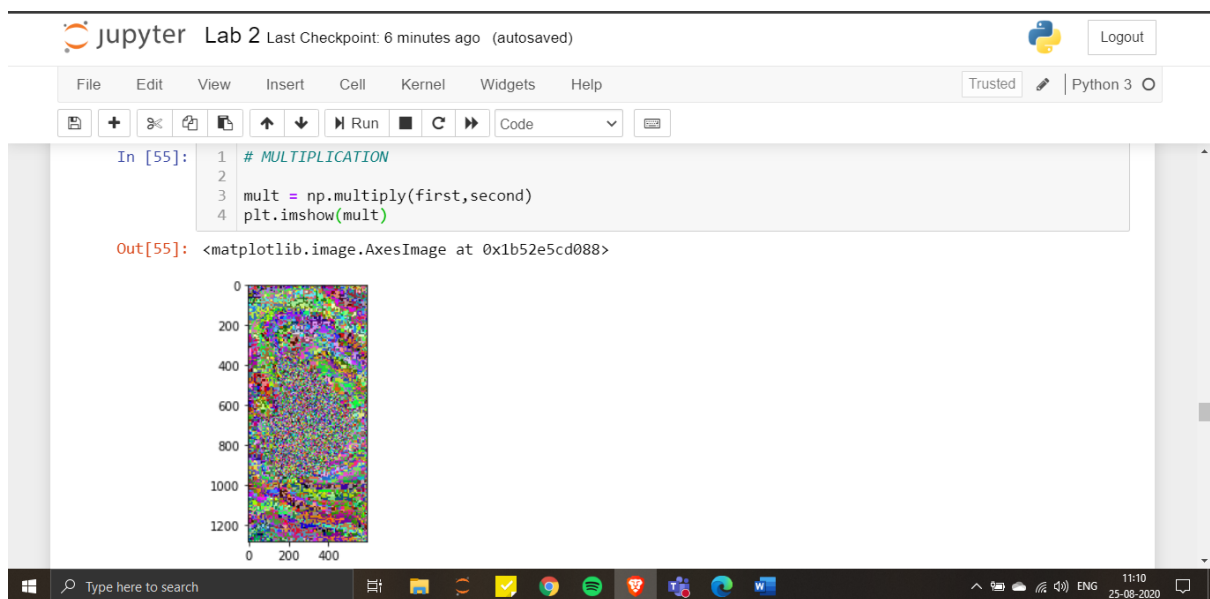 jupyter Lab 2 Last Checkpoint: 6 minutes ago (autosaved) Logout
File Edit View Insert Cell Kernel Widgets Help Trusted Python 3
Run Code
In [55]: 1 # MULTIPLICATION
2
3 mult = np.multiply(first,second)
4 plt.imshow(mult)
Out[55]: <matplotlib.image.AxesImage at 0x1b52e5cd088>
0
200
400
600
800
1000
1200
0 200 400
Type here to search ENG 11:10
25-08-2020